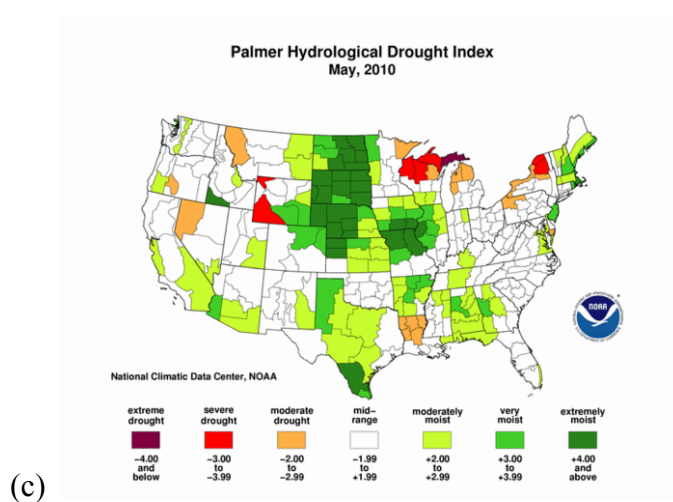 Palmer Hydrological Drought Index
May, 2010
NOAA
National Climatic Data Center, NOAA
extreme drought
severe drought
moderate drought
mid-range
moderately moist
very moist
extremely moist
−4.00 and below
−3.00 to −3.99
−2.00 to −2.99
−1.99 to +1.99
+2.00 to +2.99
+3.00 to +3.99
+4.00 and above
(c)